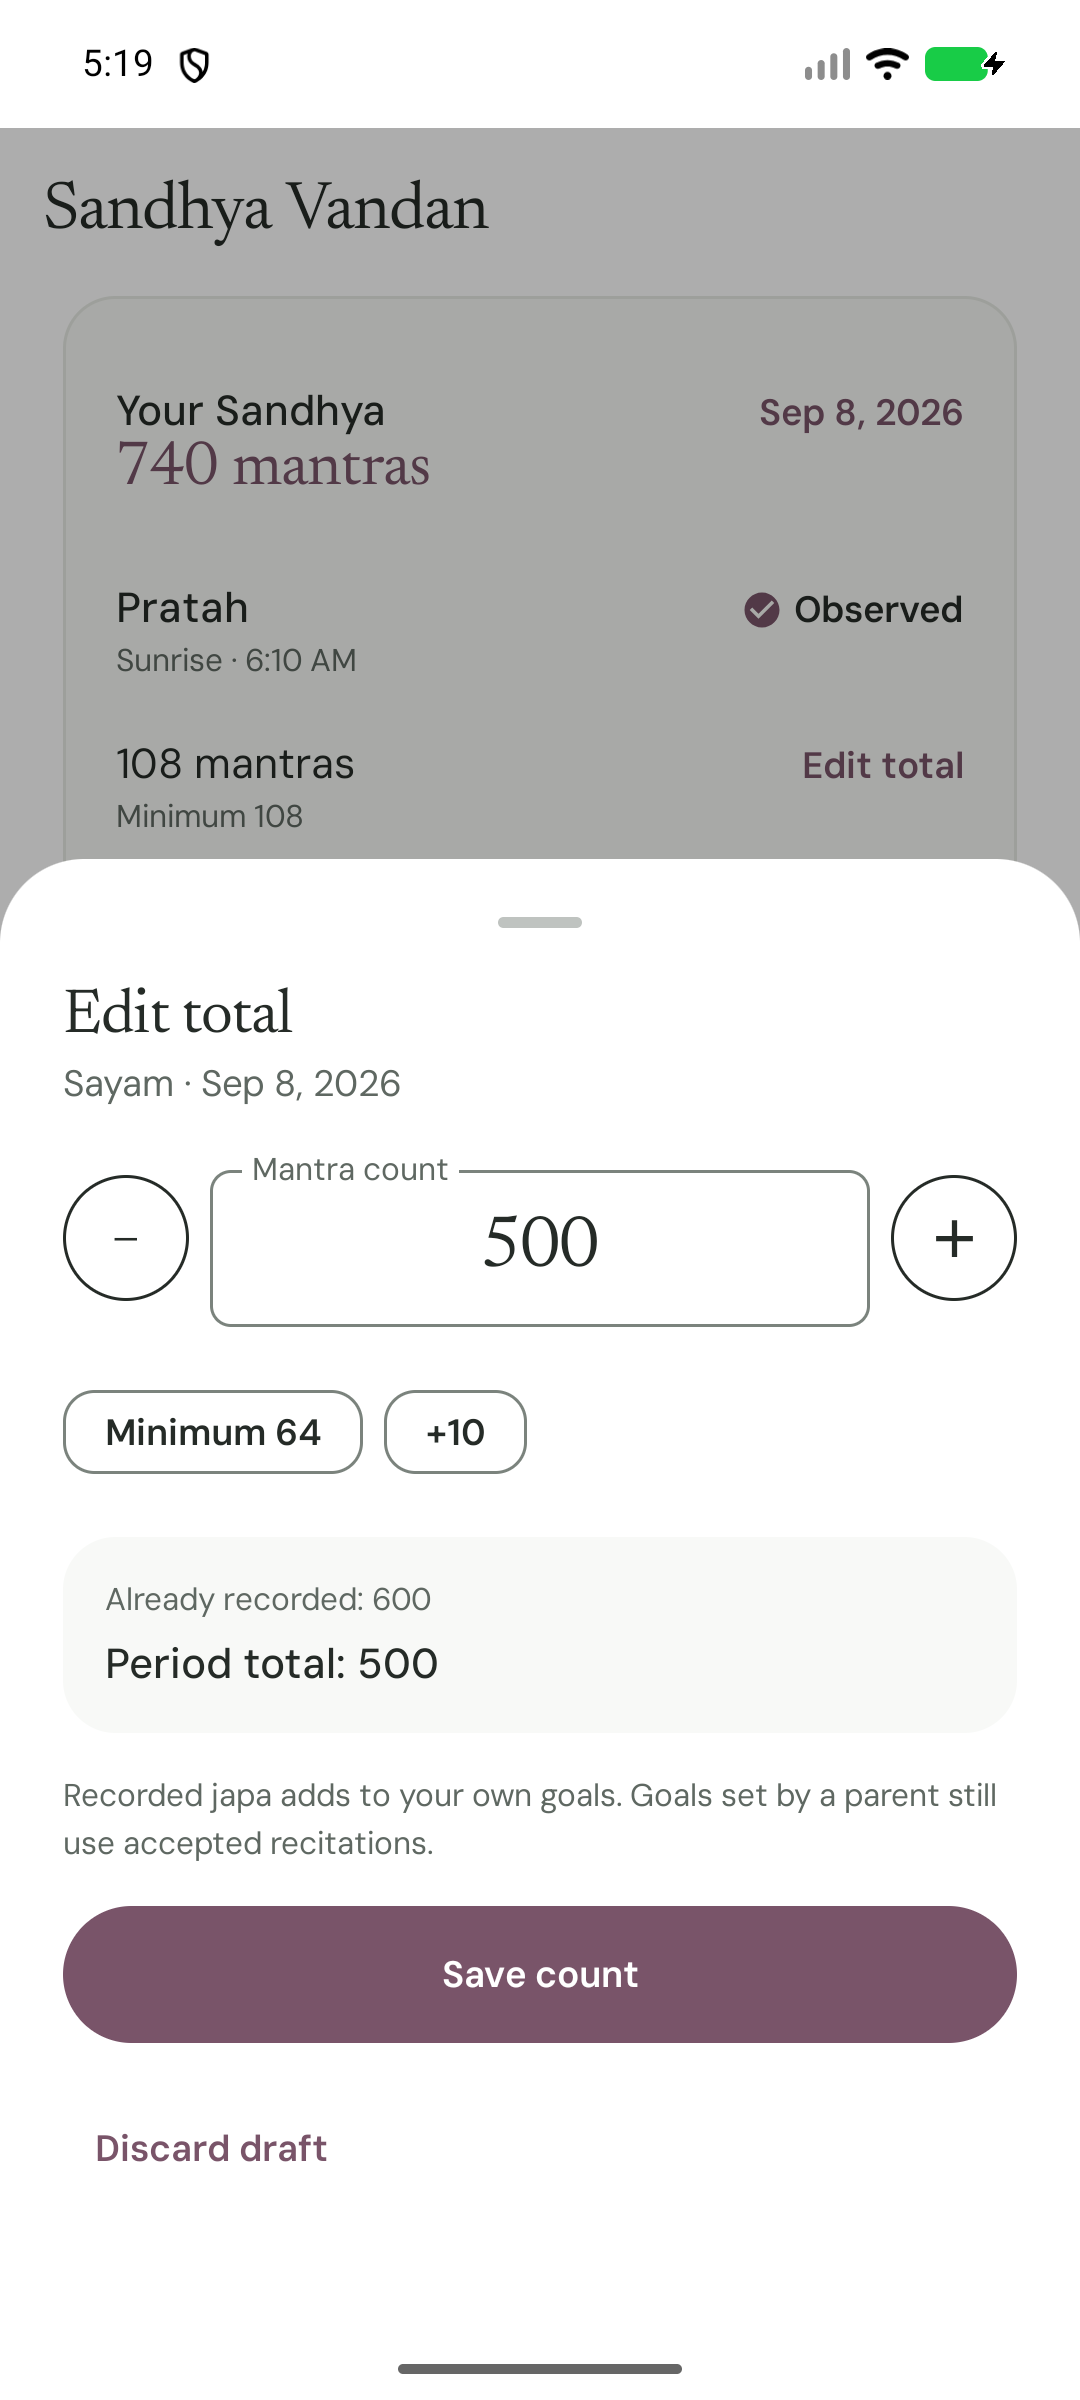 5:19
Sandhya Vandan
Your Sandhya
Sep 8, 2026
740 mantras
Pratah
Observed
Sunrise · 6:10 AM
108 mantras
Edit total
Minimum 108
Edit total
Sayam · Sep 8, 2026
Mantra count
−
500
+
Minimum 64
+10
Already recorded: 600
Period total: 500
Recorded japa adds to your own goals. Goals set by a parent still
use accepted recitations.
Save count
Discard draft